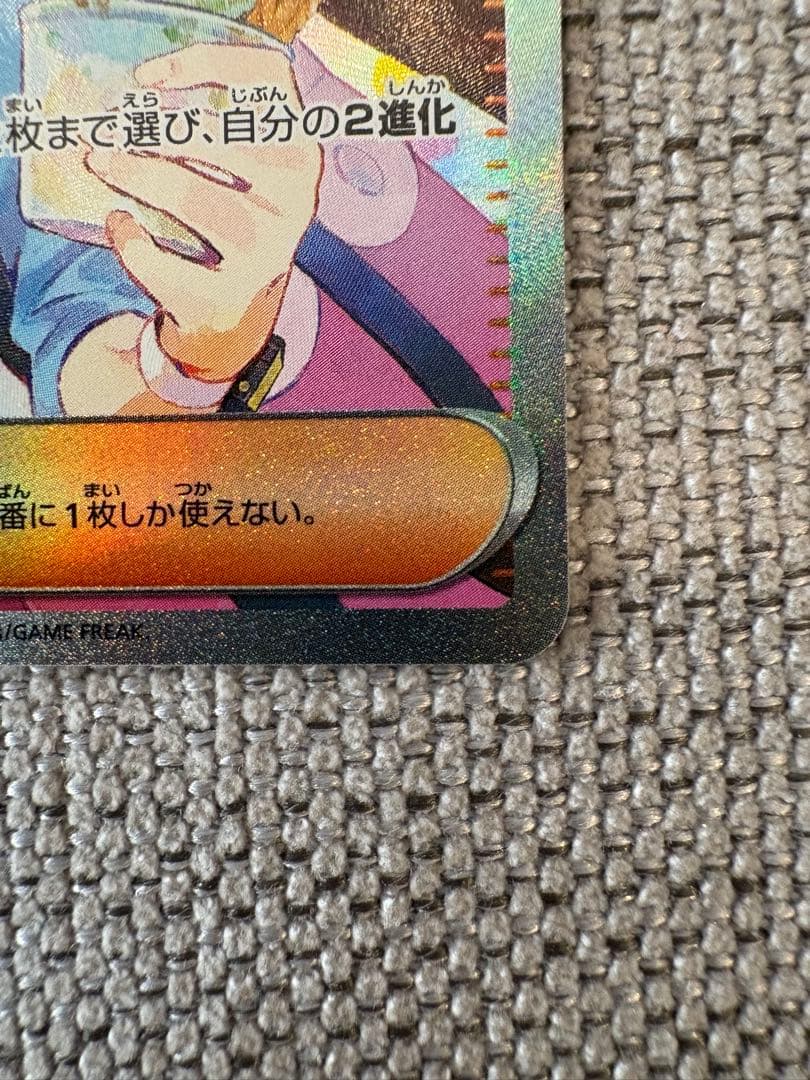 まい えら じぶん しんか
枚まで選び、自分の2進化
ばん まい つか
番に1枚しか使えない。
/GAME FREAK.